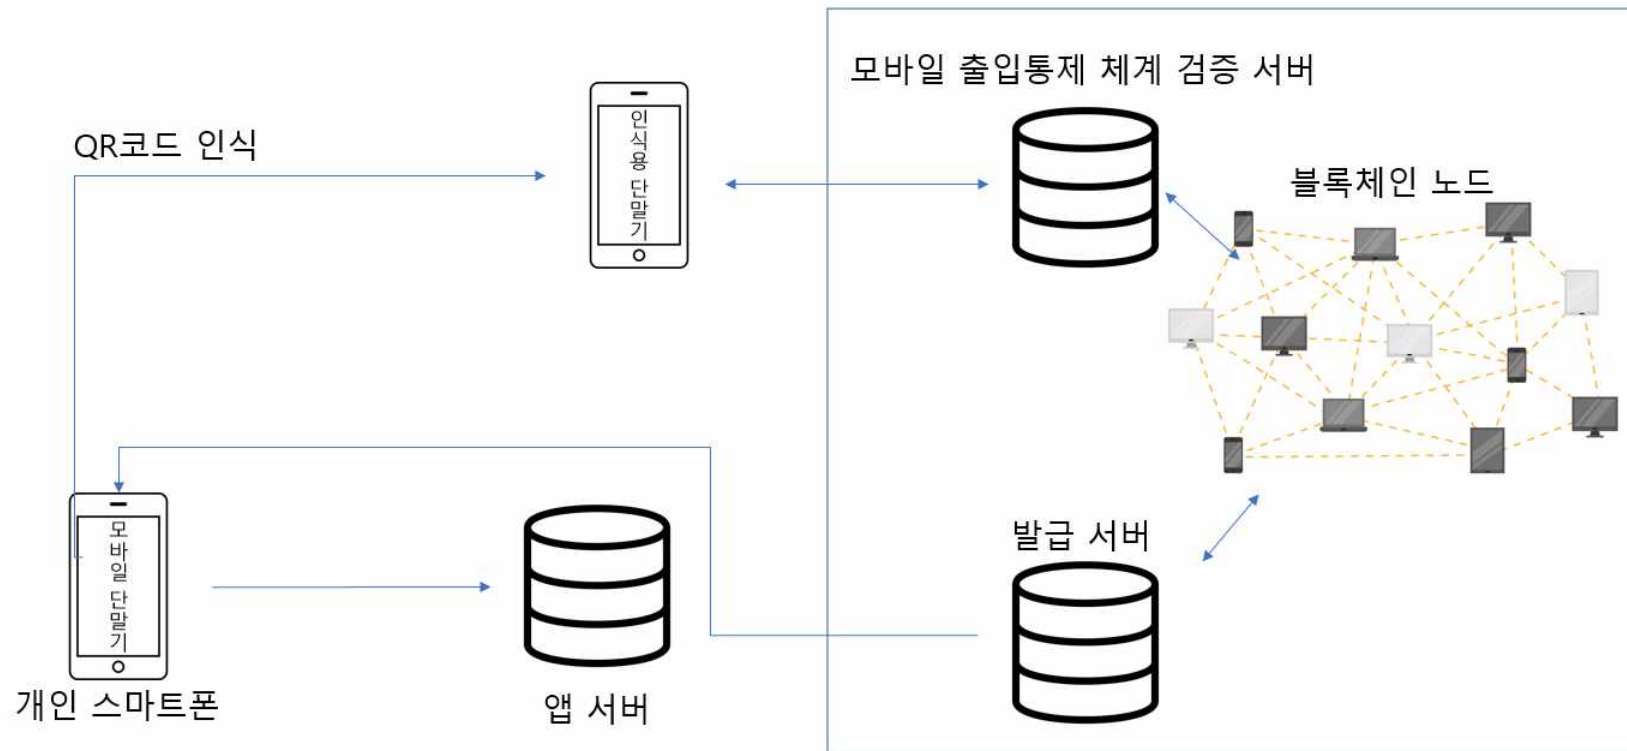 모바일 출입통제 체계 검증 서버
QR코드 인식
인식용 단말기
블록체인 노드
모바일 단말기
발급 서버
개인 스마트폰
앱 서버